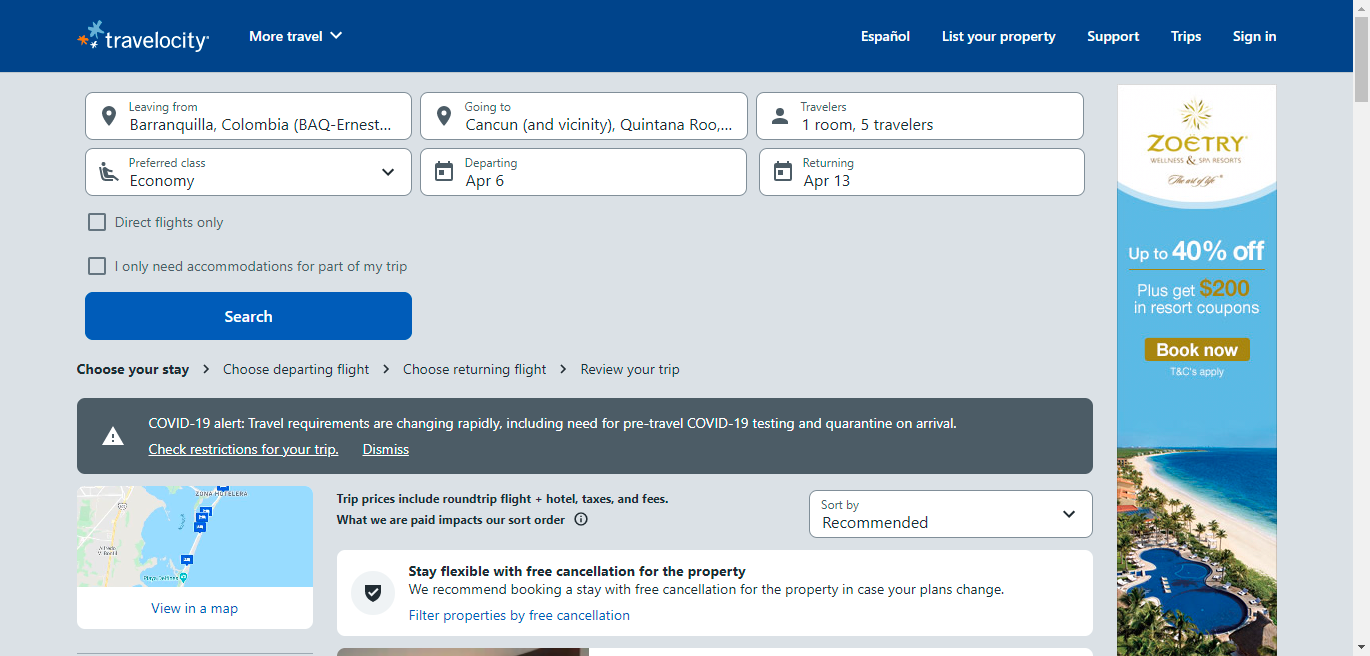 travelocity
More travel
Español
List your property
Support
Trips
Sign in
Leaving from
Barranquilla, Colombia (BAQ-Ernest...
Going to
Cancun (and vicinity), Quintana Roo,...
Travelers
1 room, 5 travelers
Preferred class
Economy
Departing
Apr 6
Returning
Apr 13
Direct flights only
I only need accommodations for part of my trip
Search
Choose your stay
Choose departing flight
Choose returning flight
Review your trip
COVID-19 alert: Travel requirements are changing rapidly, including need for pre-travel COVID-19 testing and quarantine on arrival.
Check restrictions for your trip.
Dismiss
ZONA HOTELERA
Alfredo
V. Bonfil
Playa Delfines
View in a map
Trip prices include roundtrip flight + hotel, taxes, and fees.
What we are paid impacts our sort order
Sort by
Recommended
Stay flexible with free cancellation for the property
We recommend booking a stay with free cancellation for the property in case your plans change.
Filter properties by free cancellation
ZOËTRY
WELLNESS & SPA RESORTS
The art of life
Up to 40% off
Plus get $200
in resort coupons
Book now
T&C's apply